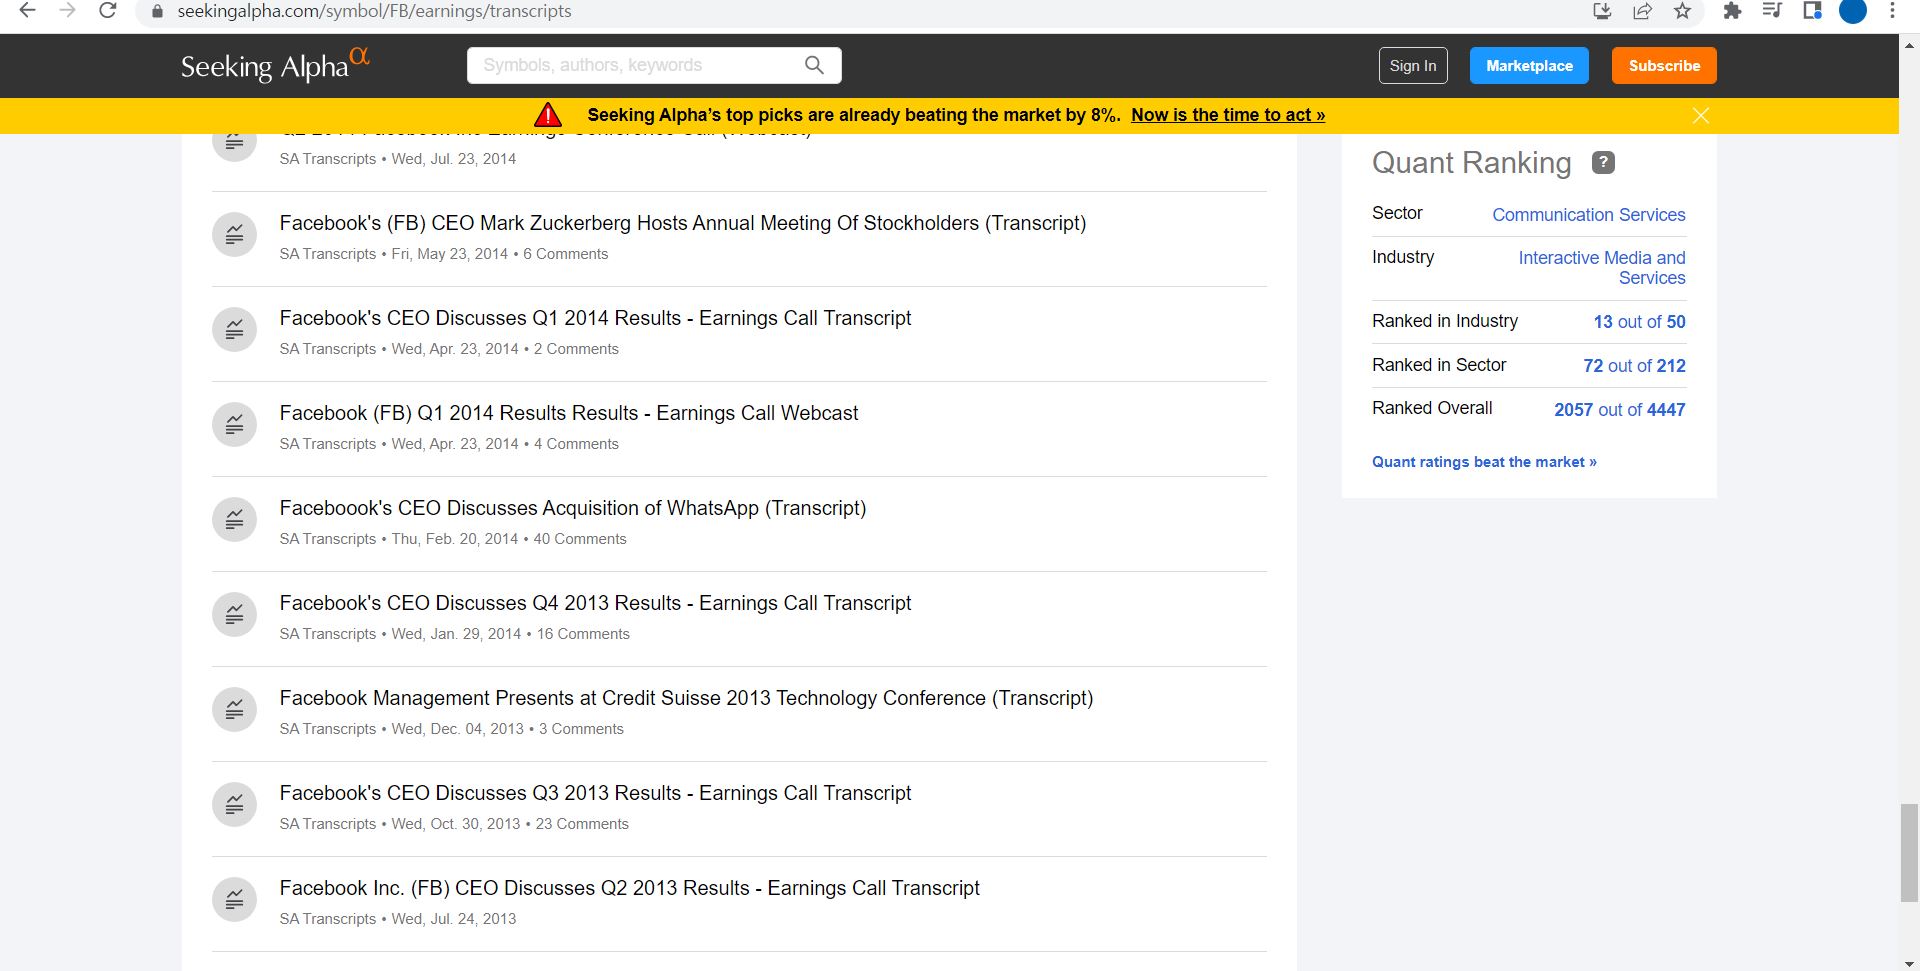 seekingalpha.com/symbol/FB/earnings/transcripts
Seeking Alphaα
Symbols, authors, keywords
Sign In
Marketplace
Subscribe
Seeking Alpha’s top picks are already beating the market by 8%. Now is the time to act »
Q2 2014 Facebook Inc Earnings Conference Call (Webcast)
SA Transcripts • Wed, Jul. 23, 2014
Facebook's (FB) CEO Mark Zuckerberg Hosts Annual Meeting Of Stockholders (Transcript)
SA Transcripts • Fri, May 23, 2014 • 6 Comments
Facebook's CEO Discusses Q1 2014 Results - Earnings Call Transcript
SA Transcripts • Wed, Apr. 23, 2014 • 2 Comments
Facebook (FB) Q1 2014 Results Results - Earnings Call Webcast
SA Transcripts • Wed, Apr. 23, 2014 • 4 Comments
Faceboook's CEO Discusses Acquisition of WhatsApp (Transcript)
SA Transcripts • Thu, Feb. 20, 2014 • 40 Comments
Facebook's CEO Discusses Q4 2013 Results - Earnings Call Transcript
SA Transcripts • Wed, Jan. 29, 2014 • 16 Comments
Facebook Management Presents at Credit Suisse 2013 Technology Conference (Transcript)
SA Transcripts • Wed, Dec. 04, 2013 • 3 Comments
Facebook's CEO Discusses Q3 2013 Results - Earnings Call Transcript
SA Transcripts • Wed, Oct. 30, 2013 • 23 Comments
Facebook Inc. (FB) CEO Discusses Q2 2013 Results - Earnings Call Transcript
SA Transcripts • Wed, Jul. 24, 2013
Quant Ranking ?
Sector Communication Services
Industry Interactive Media and
Services
Ranked in Industry 13 out of 50
Ranked in Sector 72 out of 212
Ranked Overall 2057 out of 4447
Quant ratings beat the market »